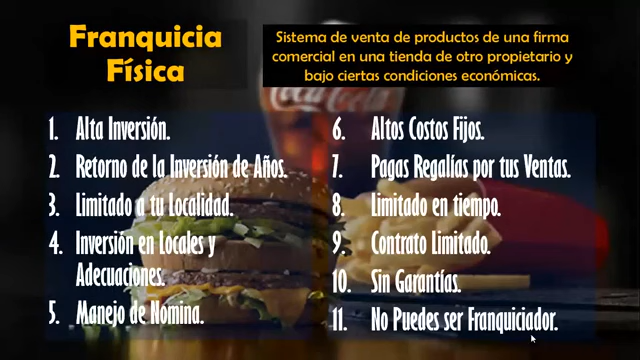 Franquicia
Física
Sistema de venta de productos de una firma
comercial en una tienda de otro propietario y
bajo ciertas condiciones económicas.
Coca-Cola
1. Alta Inversión.
2. Retorno de la Inversión de Años.
3. Limitado a tu Localidad.
4. Inversión en Locales y
Adecuaciones.
5. Manejo de Nomina.
6. Altos Costos Fijos.
7. Pagas Regalías por tus Ventas.
8. Limitado en tiempo.
9. Contrato Limitado.
10. Sin Garantías.
11. No Puedes ser Franquiciador.